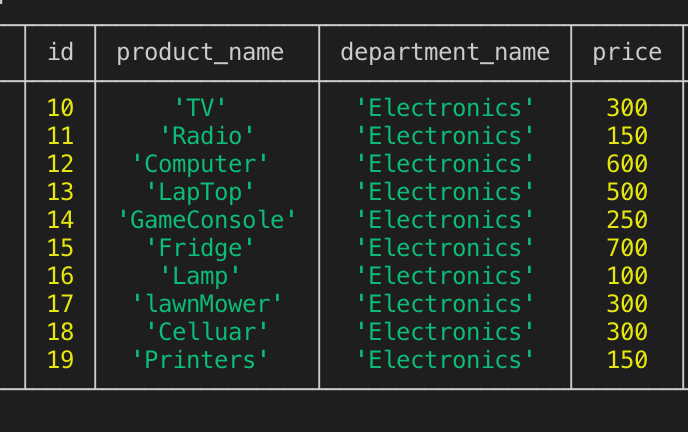 id product_name department_name price
10 'TV' 'Electronics' 300
11 'Radio' 'Electronics' 150
12 'Computer' 'Electronics' 600
13 'LapTop' 'Electronics' 500
14 'GameConsole' 'Electronics' 250
15 'Fridge' 'Electronics' 700
16 'Lamp' 'Electronics' 100
17 'lawnMower' 'Electronics' 300
18 'Celluar' 'Electronics' 300
19 'Printers' 'Electronics' 150